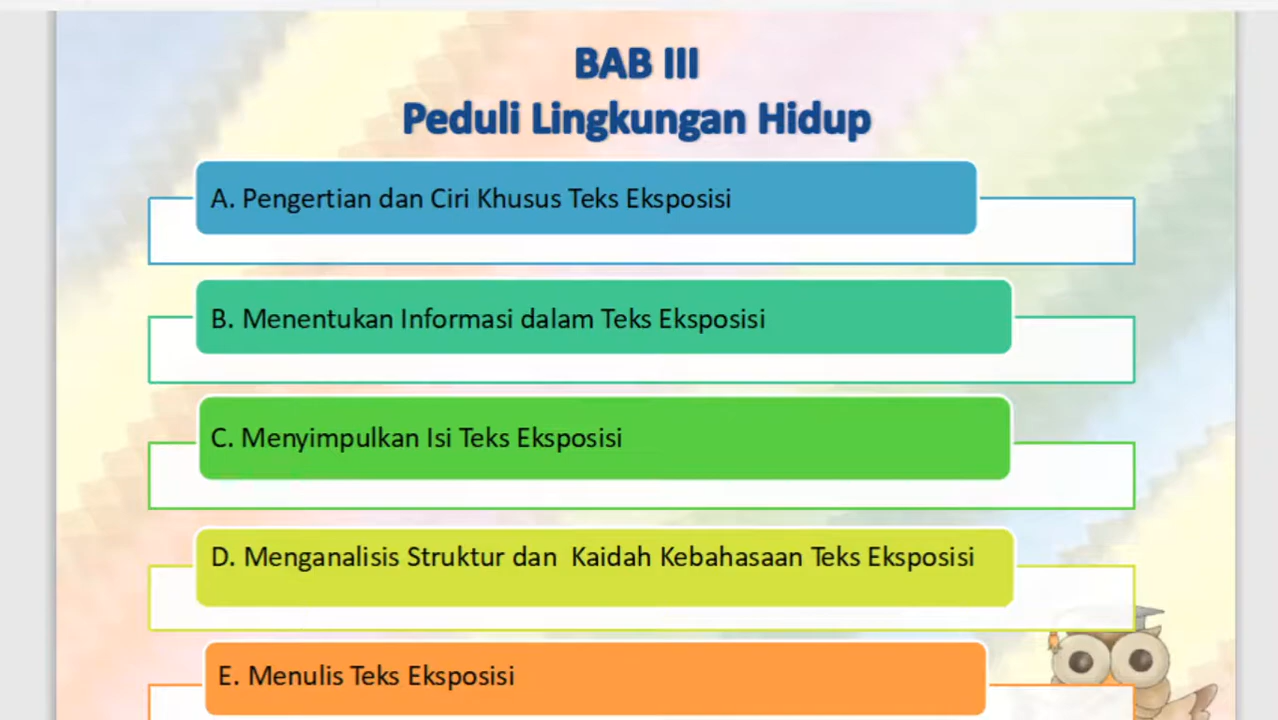 BAB III
Peduli Lingkungan Hidup
A. Pengertian dan Ciri Khusus Teks Eksposisi
B. Menentukan Informasi dalam Teks Eksposisi
C. Menyimpulkan Isi Teks Eksposisi
D. Menganalisis Struktur dan  Kaidah Kebahasaan Teks Eksposisi
E. Menulis Teks Eksposisi